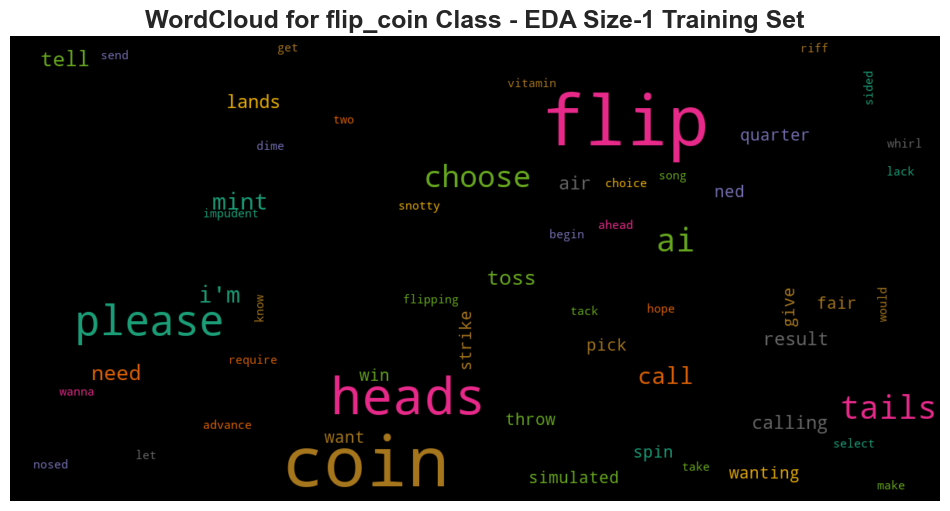 WordCloud for flip_coin Class - EDA Size-1 Training Set
get
riff
tell
send
vitamin
sided
lands
two
flip
quarter
dime
whirl
choose
air
choice
song
ned
lack
mint
impudent
snotty
begin
ahead
ai
toss
i'm
know
flipping
tack
hope
give
fair
would
please
strike
pick
result
require
need
win
call
wanna
heads
tails
advance
want
throw
calling
select
coin
nosed
let
spin
take
simulated
wanting
make